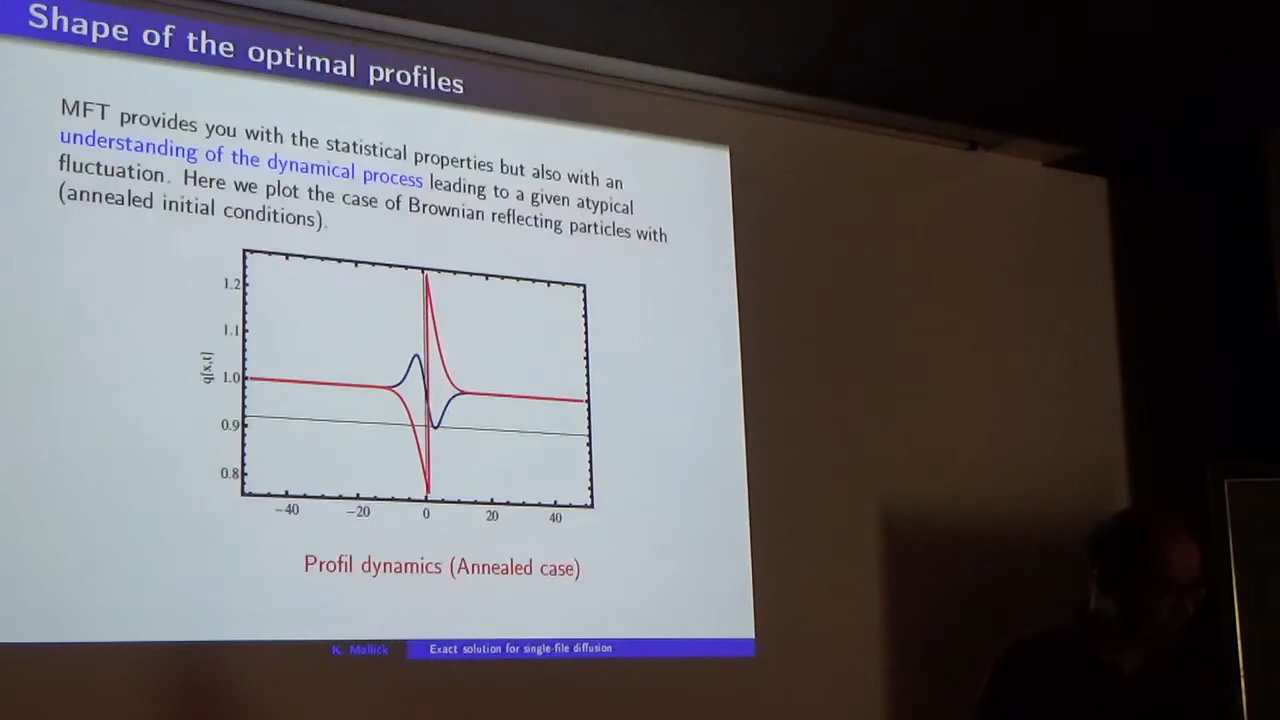 Shape of the optimal profiles
MFT provides you with the statistical properties but also with an
understanding of the dynamical process leading to a given atypical
fluctuation. Here we plot the case of Brownian reflecting particles with
(annealed initial conditions).
1.2
1.1
1.0
0.9
0.8
q[x,t]
−40 −20 0 20 40
Profil dynamics (Annealed case)
K. Mallick Exact solution for single-file diffusion